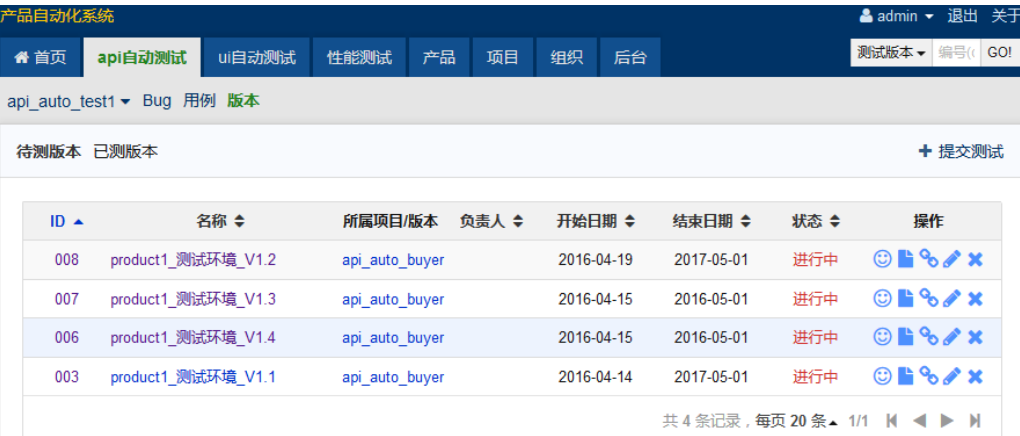 产品自动化系统 admin 退出 关于
首页 api自动测试 ui自动测试 性能测试 产品 项目 组织 后台 测试版本 编号( GO!
api_auto_test1 Bug 用例 版本
待测版本 已测版本 提交测试
ID 名称 所属项目/版本 负责人 开始日期 结束日期 状态 操作
008 product1_测试环境_V1.2 api_auto_buyer 2016-04-19 2017-05-01 进行中
007 product1_测试环境_V1.3 api_auto_buyer 2016-04-15 2016-05-01 进行中
006 product1_测试环境_V1.4 api_auto_buyer 2016-04-15 2016-05-01 进行中
003 product1_测试环境_V1.1 api_auto_buyer 2016-04-14 2017-05-01 进行中
共 4 条记录，每页 20 条 1/1